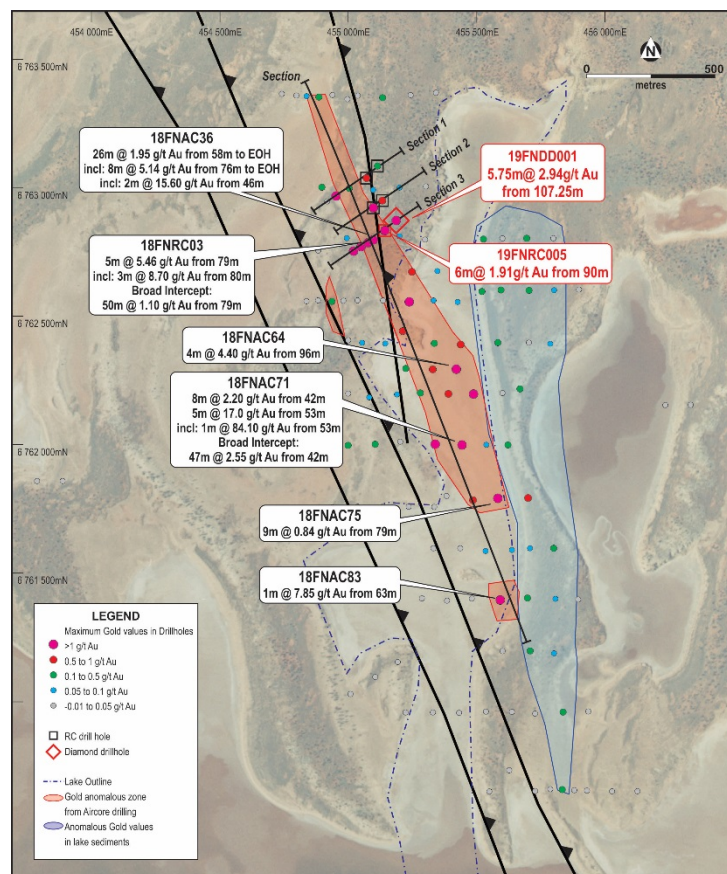 454 000mE
454 500mE
455 000mE
455 500mE
456 000mE
6 763 500mN
N
0
500
metres
Section
Section 1
Section 2
Section 3
18FNAC36
26m @ 1.95 g/t Au from 58m to EOH
incl: 8m @ 5.14 g/t Au from 76m to EOH
incl: 2m @ 15.60 g/t Au from 46m
19FNDD001
5.75m@ 2.94g/t Au
from 107.25m
6 763 000mN
18FNRC03
5m @ 5.46 g/t Au from 79m
incl: 3m @ 8.70 g/t Au from 80m
Broad Intercept:
50m @ 1.10 g/t Au from 79m
19FNRC005
6m @ 1.91g/t Au from 90m
6 762 500mN
18FNAC64
4m @ 4.40 g/t Au from 96m
18FNAC71
8m @ 2.20 g/t Au from 42m
5m @ 17.0 g/t Au from 53m
incl: 1m @ 84.10 g/t Au from 53m
Broad Intercept:
47m @ 2.55 g/t Au from 42m
6 762 000mN
18FNAC75
9m @ 0.84 g/t Au from 79m
6 761 500mN
18FNAC83
1m @ 7.85 g/t Au from 63m
LEGEND
Maximum Gold values in Drillholes
>1 g/t Au
0.5 to 1 g/t Au
0.1 to 0.5 g/t Au
0.05 to 0.1 g/t Au
-0.01 to 0.05 g/t Au
RC drill hole
Diamond drillhole
Lake Outline
Gold anomalous zone
from Aircore drilling
Anomalous Gold values
in lake sediments